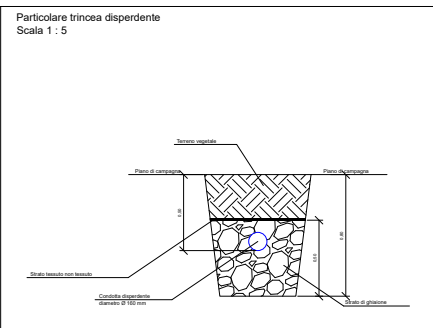 Particolare trincea disperdente
Scala 1 : 5
Terreno vegetale
Piano di campagna
Piano di campagna
Strato tessuto non tessuto
Condotta disperdente
diametro Ø 160 mm
Strato di ghiaione